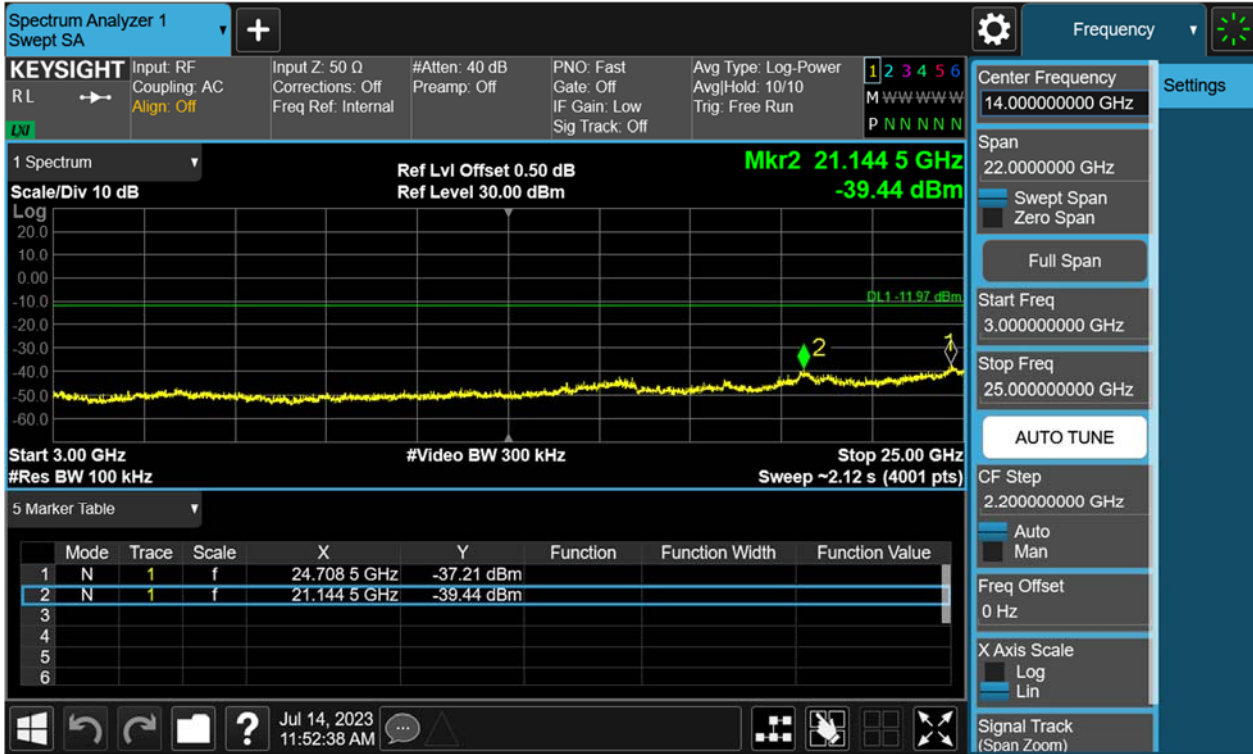 Spectrum Analyzer 1
Swept SA
+
Frequency
KEYSIGHT
RL
LXI
Input: RF
Coupling: AC
Align: Off
Input Z: 50 Ω
Corrections: Off
Freq Ref: Internal
#Atten: 40 dB
Preamp: Off
PNO: Fast
Gate: Off
IF Gain: Low
Sig Track: Off
Avg Type: Log-Power
Avg|Hold: 10/10
Trig: Free Run
1 2 3 4 5 6
M W W W W W
P N N N N N
1 Spectrum
Ref Lvl Offset 0.50 dB
Mkr2 21.144 5 GHz
Scale/Div 10 dB
Ref Level 30.00 dBm
-39.44 dBm
Log
20.0
10.0
0.00
-10.0
DL1 -11.97 dBm
-20.0
-30.0
2
1
-40.0
-50.0
-60.0
Start 3.00 GHz
#Video BW 300 kHz
Stop 25.00 GHz
#Res BW 100 kHz
Sweep ~2.12 s (4001 pts)
5 Marker Table
Mode Trace Scale X Y Function Function Width Function Value
1 N 1 f 24.708 5 GHz -37.21 dBm
2 N 1 f 21.144 5 GHz -39.44 dBm
3
4
5
6
?
Jul 14, 2023
11:52:38 AM
Center Frequency
14.000000000 GHz
Span
22.0000000 GHz
Swept Span
Zero Span
Full Span
Start Freq
3.000000000 GHz
Stop Freq
25.000000000 GHz
AUTO TUNE
CF Step
2.200000000 GHz
Auto
Man
Freq Offset
0 Hz
X Axis Scale
Log
Lin
Signal Track
(Span Zoom)
Settings